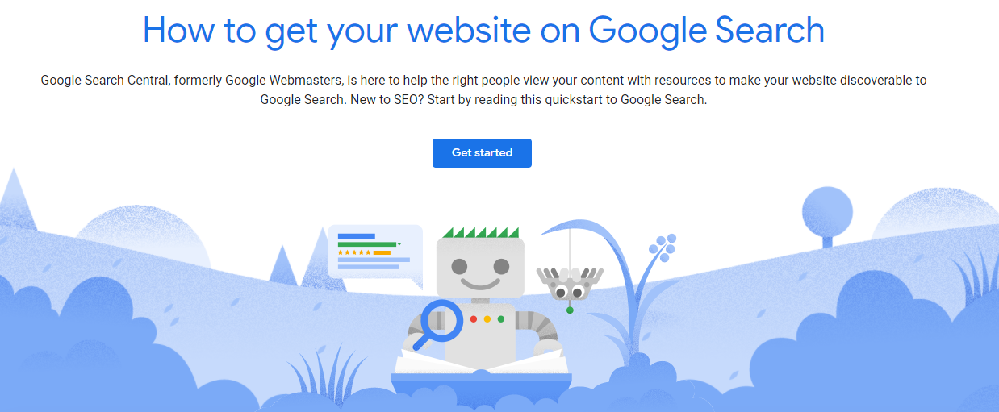 How to get your website on Google Search
Google Search Central, formerly Google Webmasters, is here to help the right people view your content with resources to make your website discoverable to
Google Search. New to SEO? Start by reading this quickstart to Google Search.
Get started